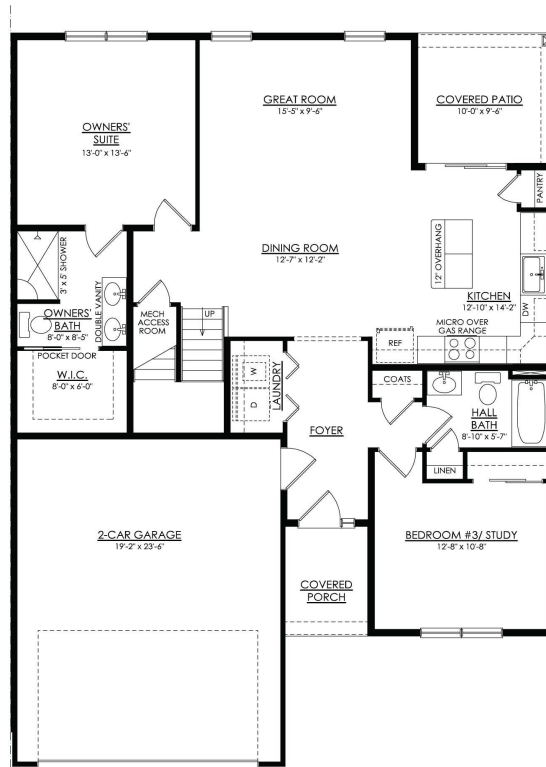 GREAT ROOM
15'-5" x 9'-6"
COVERED PATIO
10'-0" x 9'-6"
OWNERS'
SUITE
13'-0" x 13'-6"
PANTRY
3' x 5' SHOWER
DINING ROOM
12'-7" x 12'-2"
12" OVERHANG
KITCHEN
12'-10" x 14'-2"
DW
OWNERS'
BATH
8'-0" x 8'-5"
DOUBLE VANITY
MECH
ACCESS
ROOM
UP
MICRO OVER
GAS RANGE
REF
POCKET DOOR
W.I.C.
8'-0" x 6'-0"
W
D
LAUNDRY
COATS
HALL
BATH
8'-10" x 5'-7"
FOYER
LINEN
2-CAR GARAGE
19'-2" x 23'-6"
BEDROOM #3/ STUDY
12'-8" x 10'-8"
COVERED
PORCH